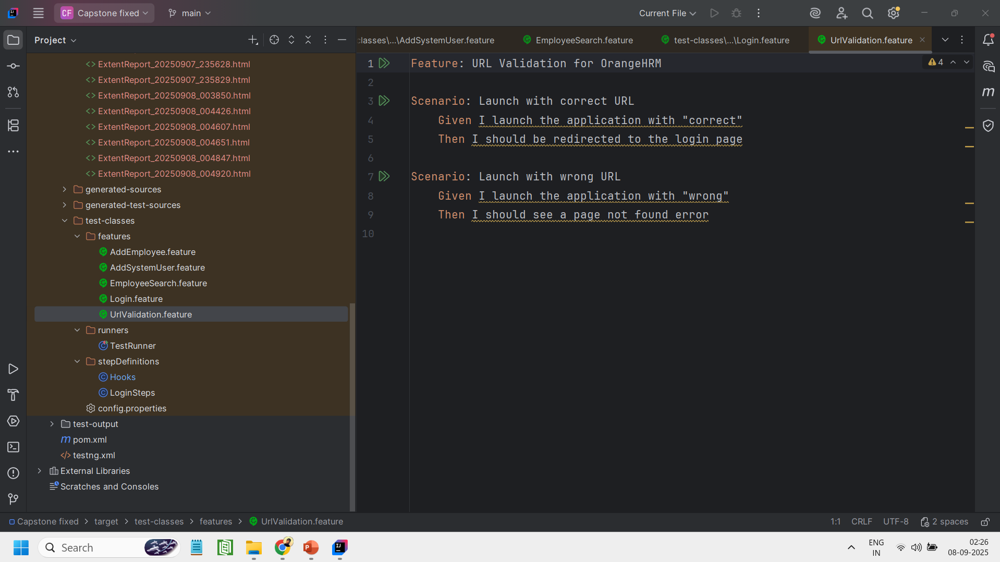 CF Capstone fixed
main
Current File
Project
classes\...\AddSystemUser.feature
EmployeeSearch.feature
test-classes\...\Login.feature
UrlValidation.feature
ExtentReport_20250907_235628.html
ExtentReport_20250907_235829.html
ExtentReport_20250908_003850.html
ExtentReport_20250908_004426.html
ExtentReport_20250908_004607.html
ExtentReport_20250908_004651.html
ExtentReport_20250908_004847.html
ExtentReport_20250908_004920.html
generated-sources
generated-test-sources
test-classes
features
AddEmployee.feature
AddSystemUser.feature
EmployeeSearch.feature
Login.feature
UrlValidation.feature
runners
TestRunner
stepDefinitions
Hooks
LoginSteps
config.properties
test-output
pom.xml
testng.xml
External Libraries
Scratches and Consoles
1 Feature: URL Validation for OrangeHRM
4
2
3 Scenario: Launch with correct URL
4 Given I launch the application with "correct"
5 Then I should be redirected to the login page
6
7 Scenario: Launch with wrong URL
8 Given I launch the application with "wrong"
9 Then I should see a page not found error
10
Capstone fixed > target > test-classes > features > UrlValidation.feature
1:1 CRLF UTF-8 2 spaces
Search
ENG
IN
02:26
08-09-2025